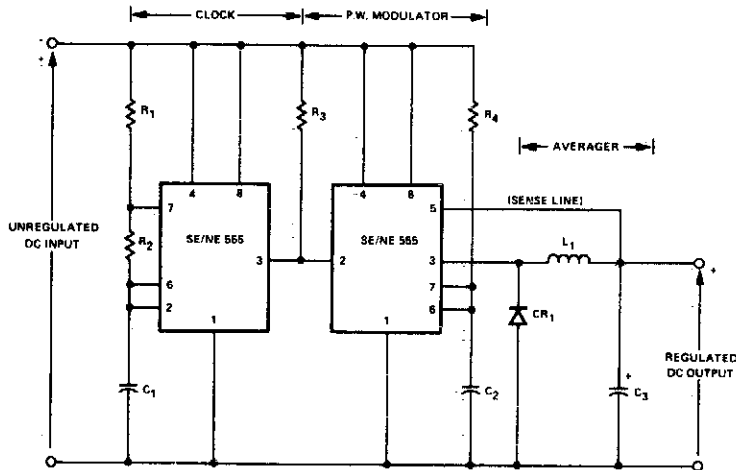 CLOCK
P.W. MODULATOR
-
+
R1
R3
R4
AVERAGER
4
8
-4
8
7
5
(SENSE LINE)
UNREGULATED
DC INPUT
R2
SE/NE 555
SE/NE 555
L1
3
2
3
+
6
7
2
6
CR1
1
1
REGULATED
DC OUTPUT
C1
C2
+
C3
-